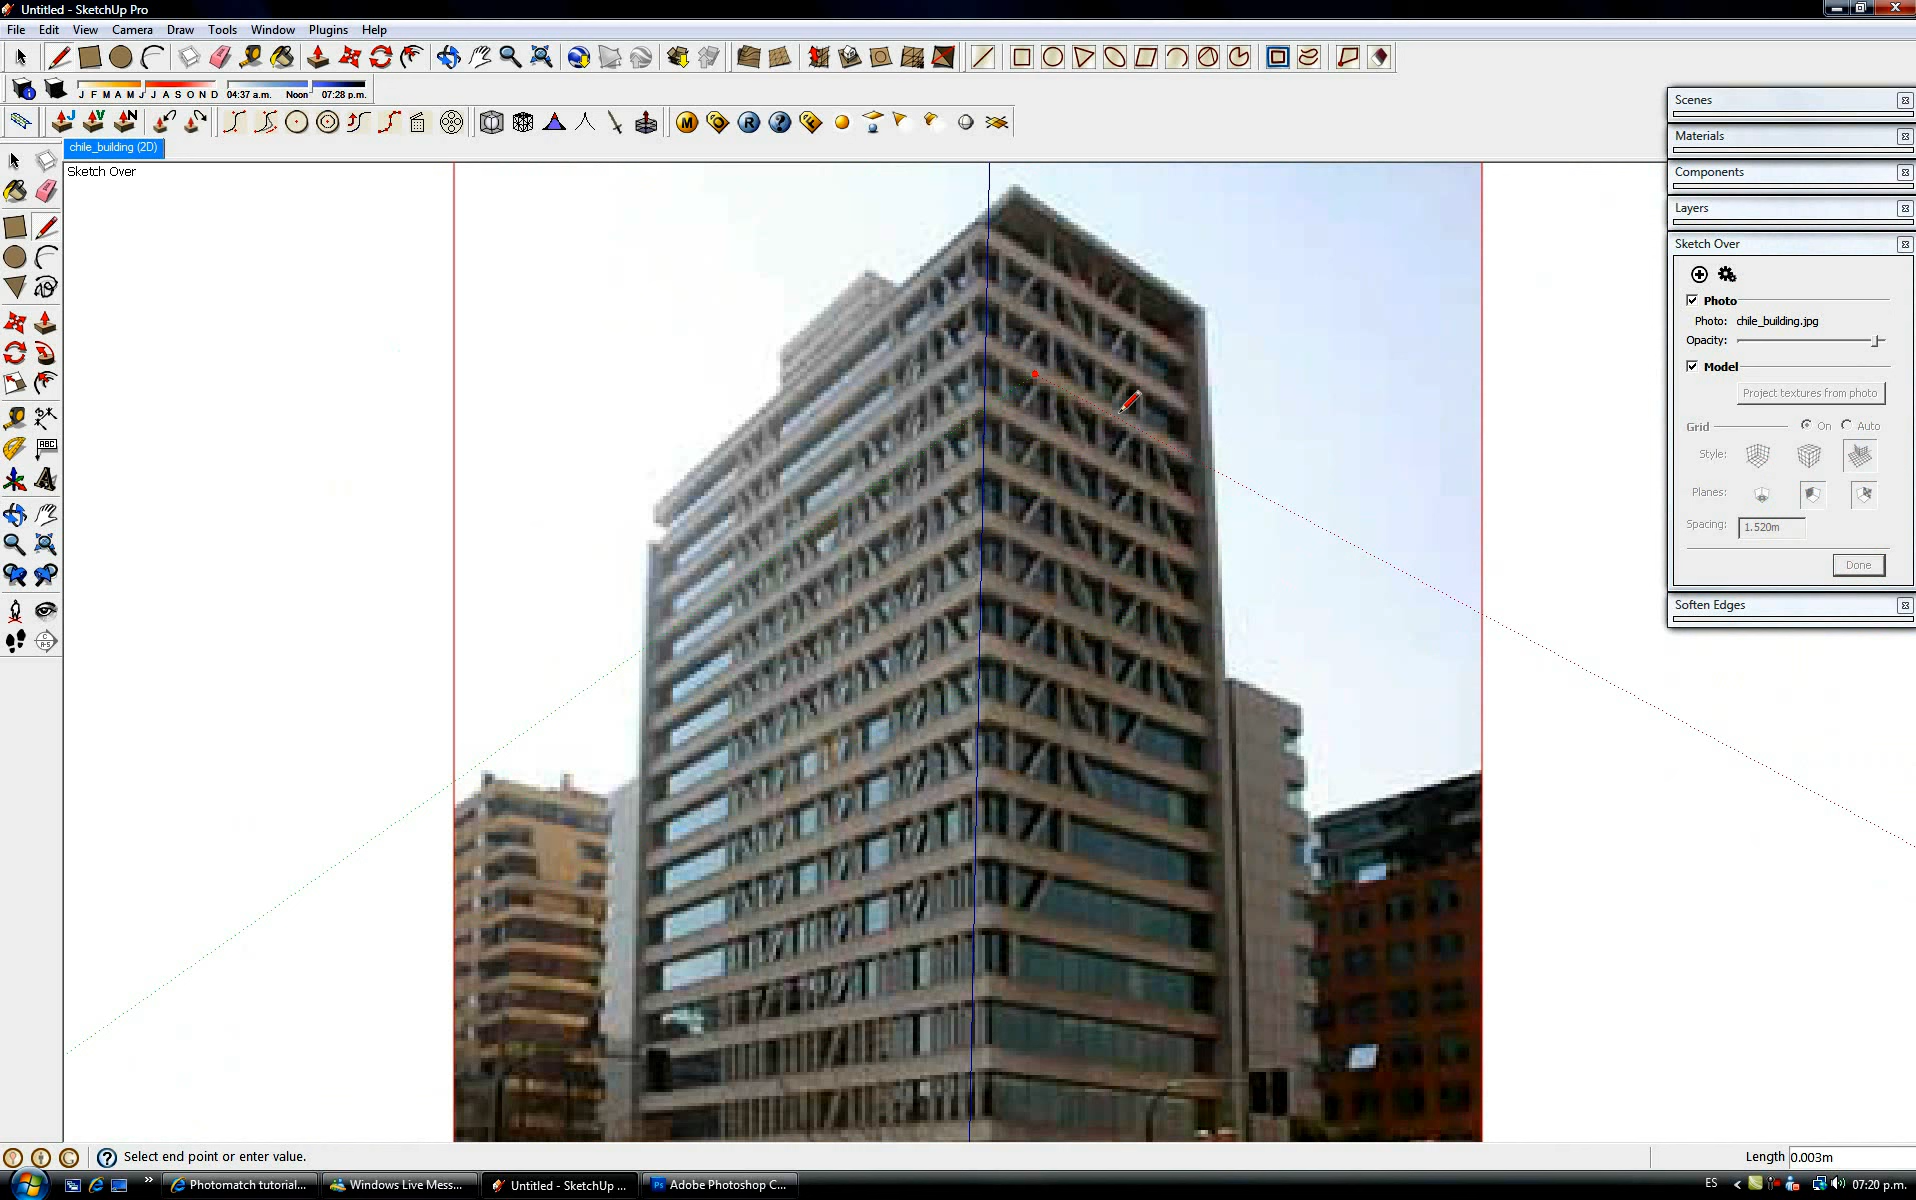 Untitled - SketchUp Pro
File Edit View Camera Draw Tools Window Plugins Help
J F M A M J J A S O N D 04:37 a.m. Noon 07:28 p.m.
M R ?
chile_building (2D)
Sketch Over
ABC
Scenes
Materials
Components
Layers
Sketch Over
Photo
Photo: chile_building.jpg
Opacity:
Model
Project textures from photo
Grid On Auto
Style:
Planes:
Spacing: 1.520m
Done
Soften Edges
Select end point or enter value.
Length 0.003m
Photomatch tutorial...
Windows Live Mess...
Untitled - SketchUp ...
Adobe Photoshop C...
ES
07:20 p.m.